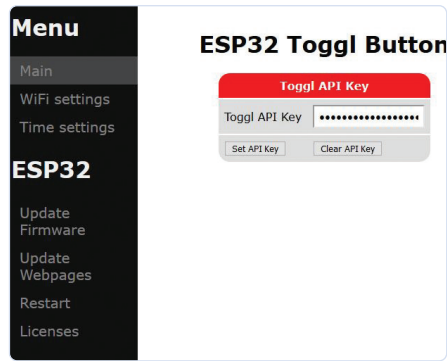 Menu
Main
WiFi settings
Time settings
ESP32
Update
Firmware
Update
Webpages
Restart
Licenses
ESP32 Toggl Button
Toggl API Key
Toggl API Key •••••••••••••••••
Set API Key Clear API Key